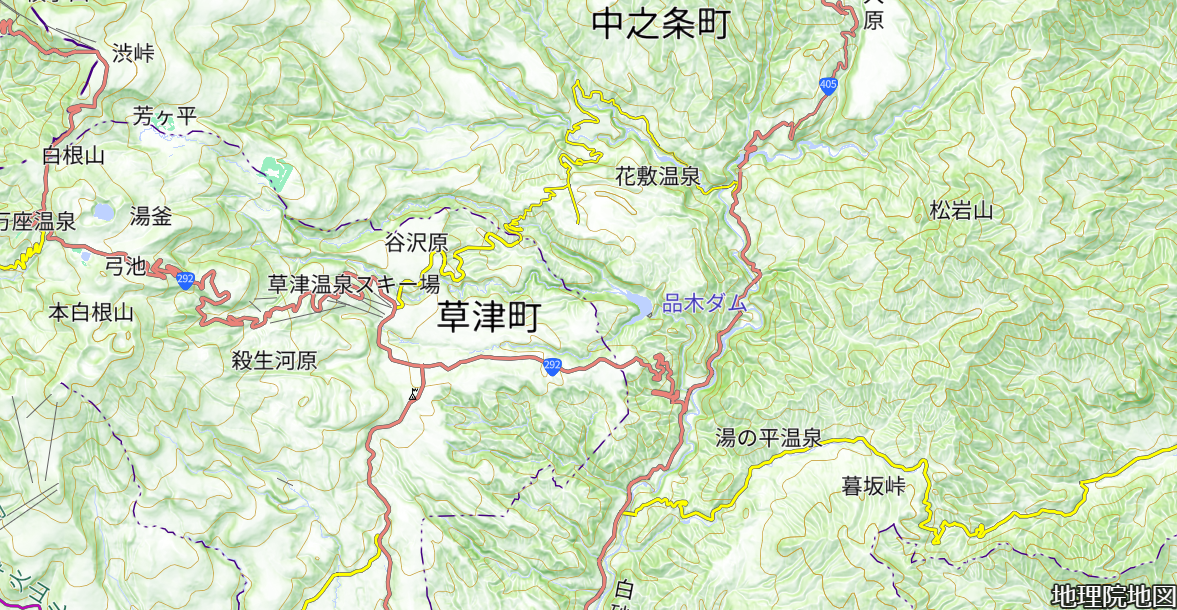 中之条町
原
渋峠
405
芳ヶ平
白根山
花敷温泉
松岩山
湯釜
万座温泉
谷沢原
弓池
292
草津温泉スキー場
品木ダム
本白根山
草津町
殺生河原
292
湯の平温泉
暮坂峠
白
火山
地理院地図